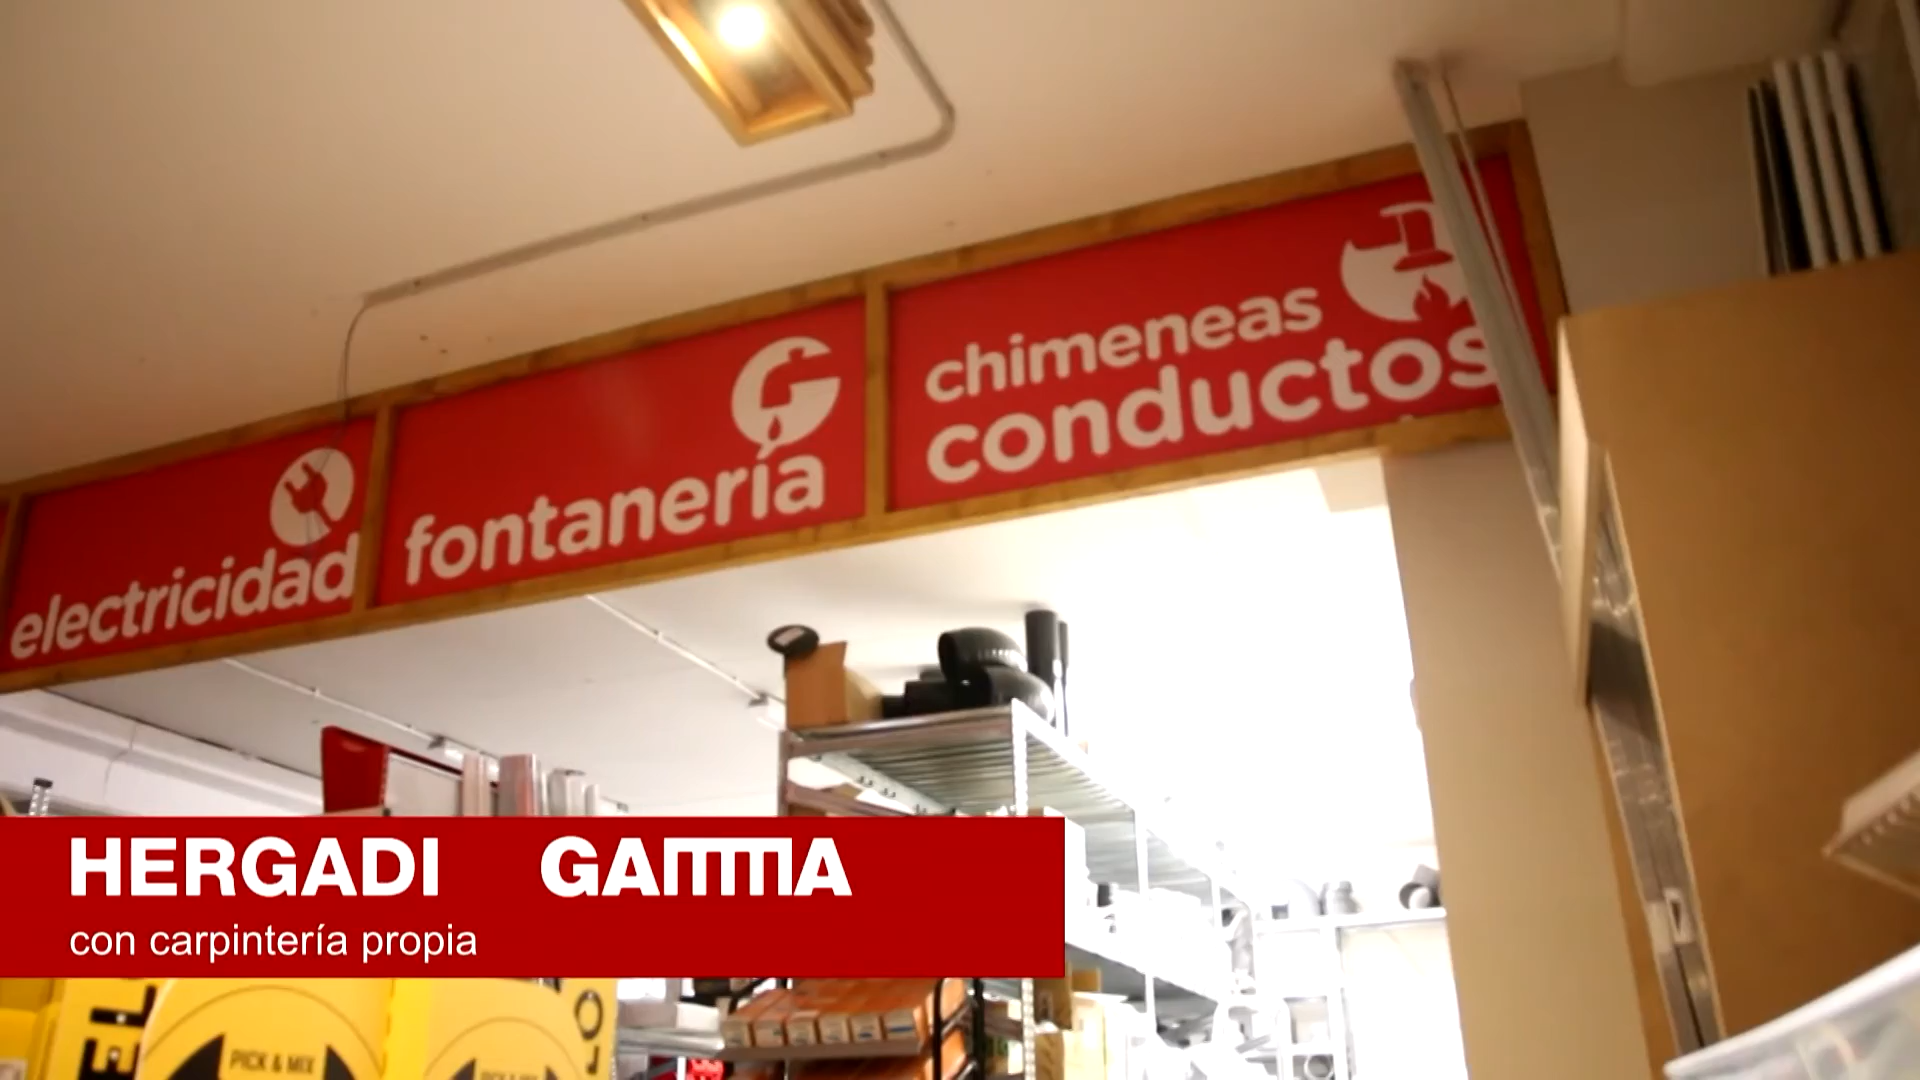 chimeneas
conductos
fontanería
electricidad
HERGADI GAMMA
con carpintería propia
PICK & MIX